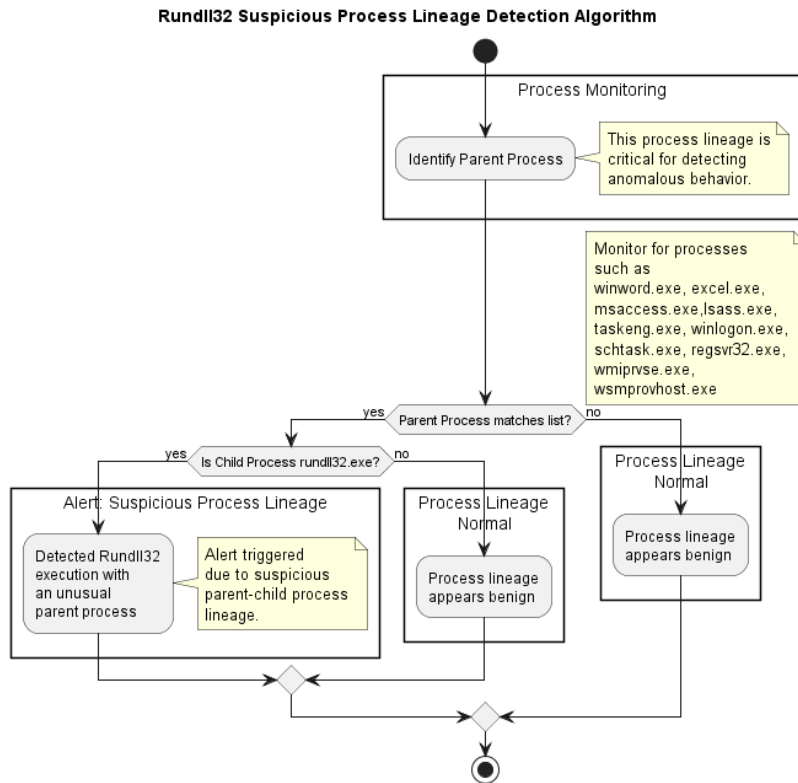 Rundll32 Suspicious Process Lineage Detection Algorithm
Process Monitoring
Identify Parent Process
This process lineage is
critical for detecting
anomalous behavior.
Monitor for processes
such as
winword.exe, excel.exe,
msaccess.exe,lsass.exe,
taskeng.exe, winlogon.exe,
schtask.exe, regsvr32.exe,
wmiprvse.exe,
wsmprovhost.exe
yes
Parent Process matches list?
no
yes
Is Child Process rundll32.exe?
no
Process Lineage
Normal
Process lineage
appears benign
Alert: Suspicious Process Lineage
Detected Rundll32
execution with
an unusual
parent process
Alert triggered
due to suspicious
parent-child process
lineage.
Process Lineage
Normal
Process lineage
appears benign